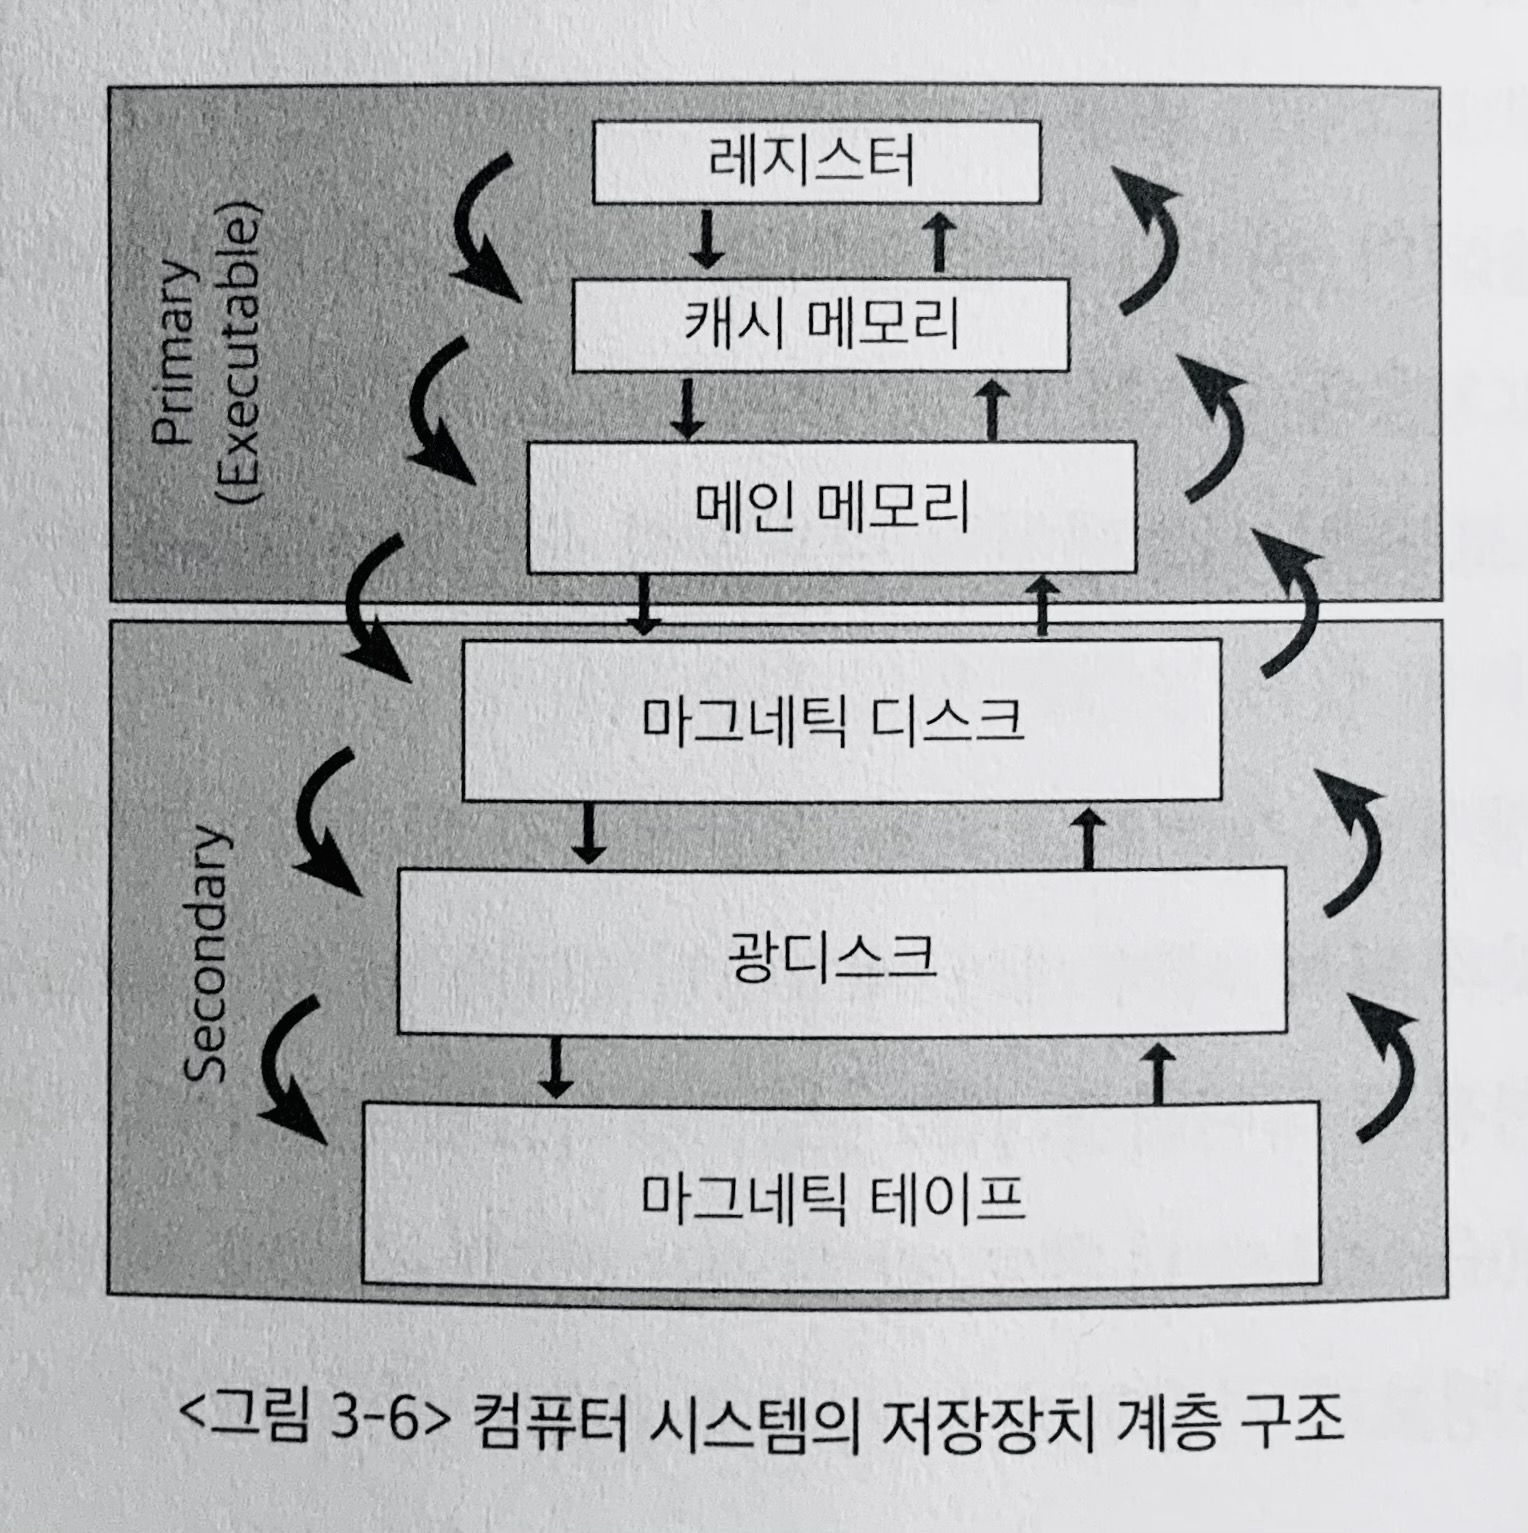 Primary
(Executable)
레지스터
캐시 메모리
메인 메모리
Secondary
마그네틱 디스크
광디스크
마그네틱 테이프
<그림 3-6> 컴퓨터 시스템의 저장장치 계층 구조